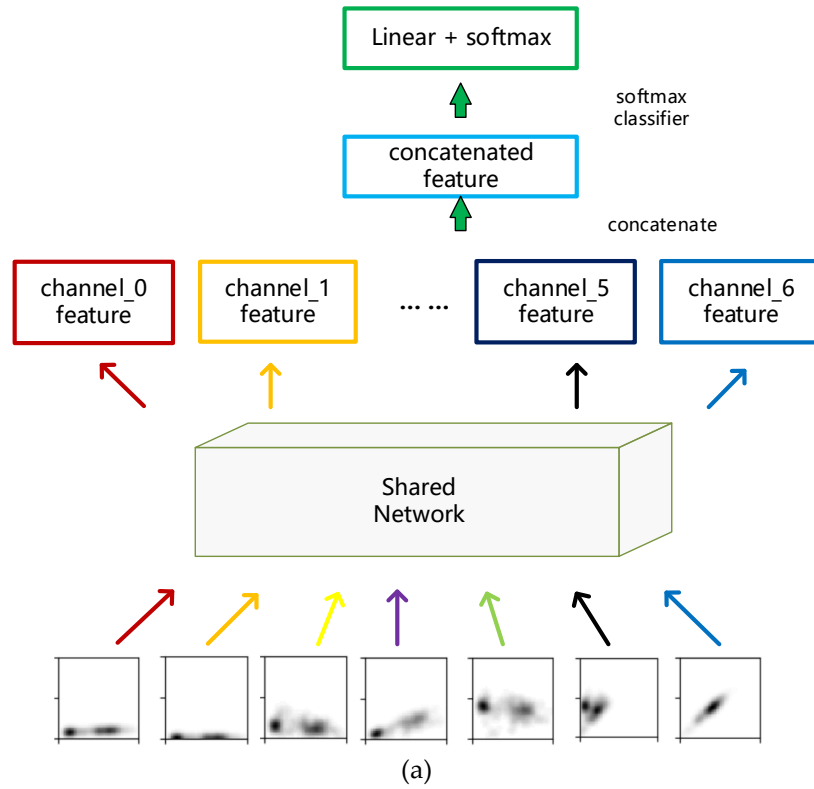 Linear + softmax
softmax
classifier
concatenated
feature
concatenate
channel_0
feature
channel_1
feature
... ...
channel_5
feature
channel_6
feature
Shared
Network
(a)